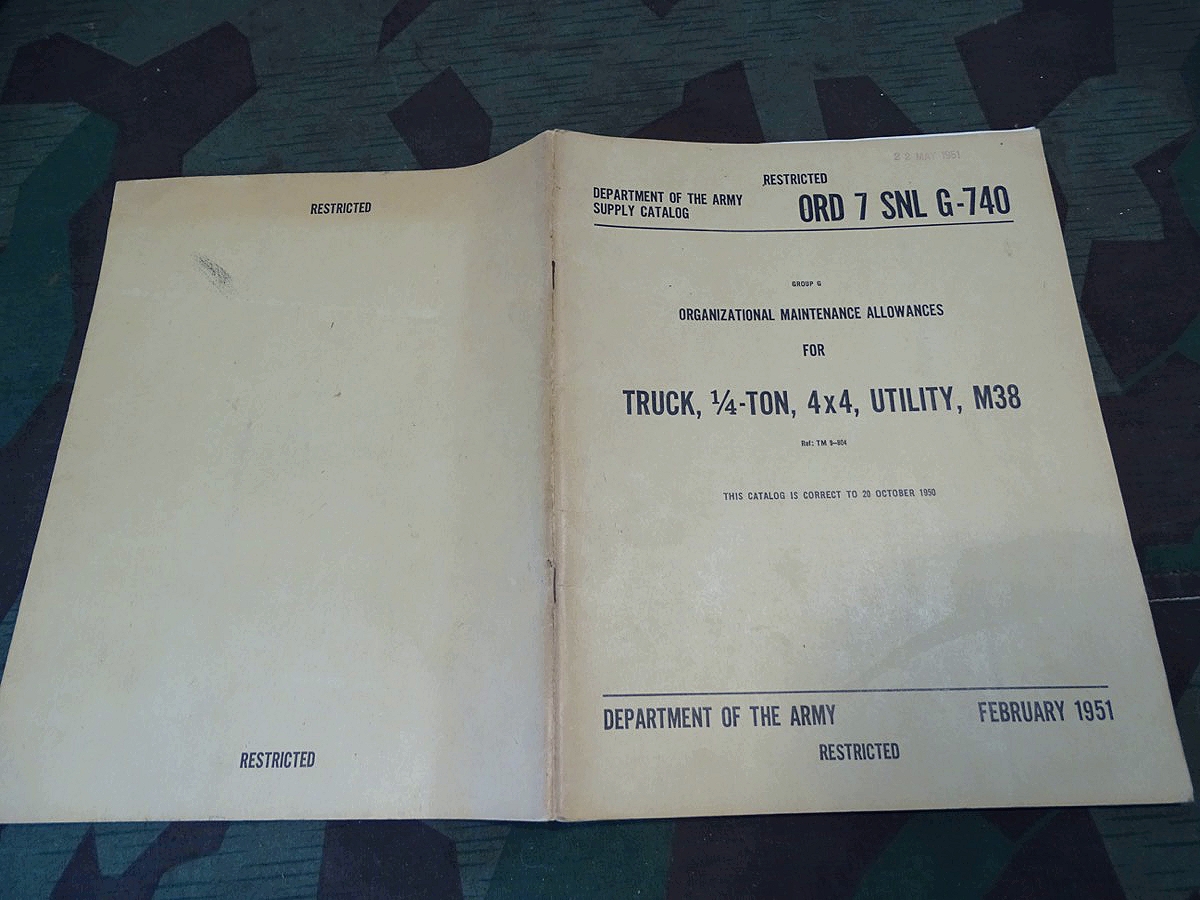 RESTRICTED
RESTRICTED
22 MAY 1951
RESTRICTED
DEPARTMENT OF THE ARMY
SUPPLY CATALOG
ORD 7 SNL G-740
GROUP G
ORGANIZATIONAL MAINTENANCE ALLOWANCES
FOR
TRUCK, ¼-TON, 4x4, UTILITY, M38
Ref: TM 9-804
THIS CATALOG IS CORRECT TO 20 OCTOBER 1950
DEPARTMENT OF THE ARMY FEBRUARY 1951
RESTRICTED